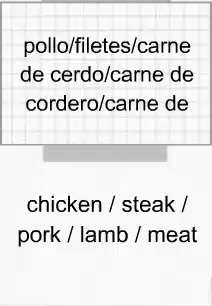 pollo/filetes/carne
de cerdo/carne de
cordero/carne de
chicken / steak /
pork / lamb / meat